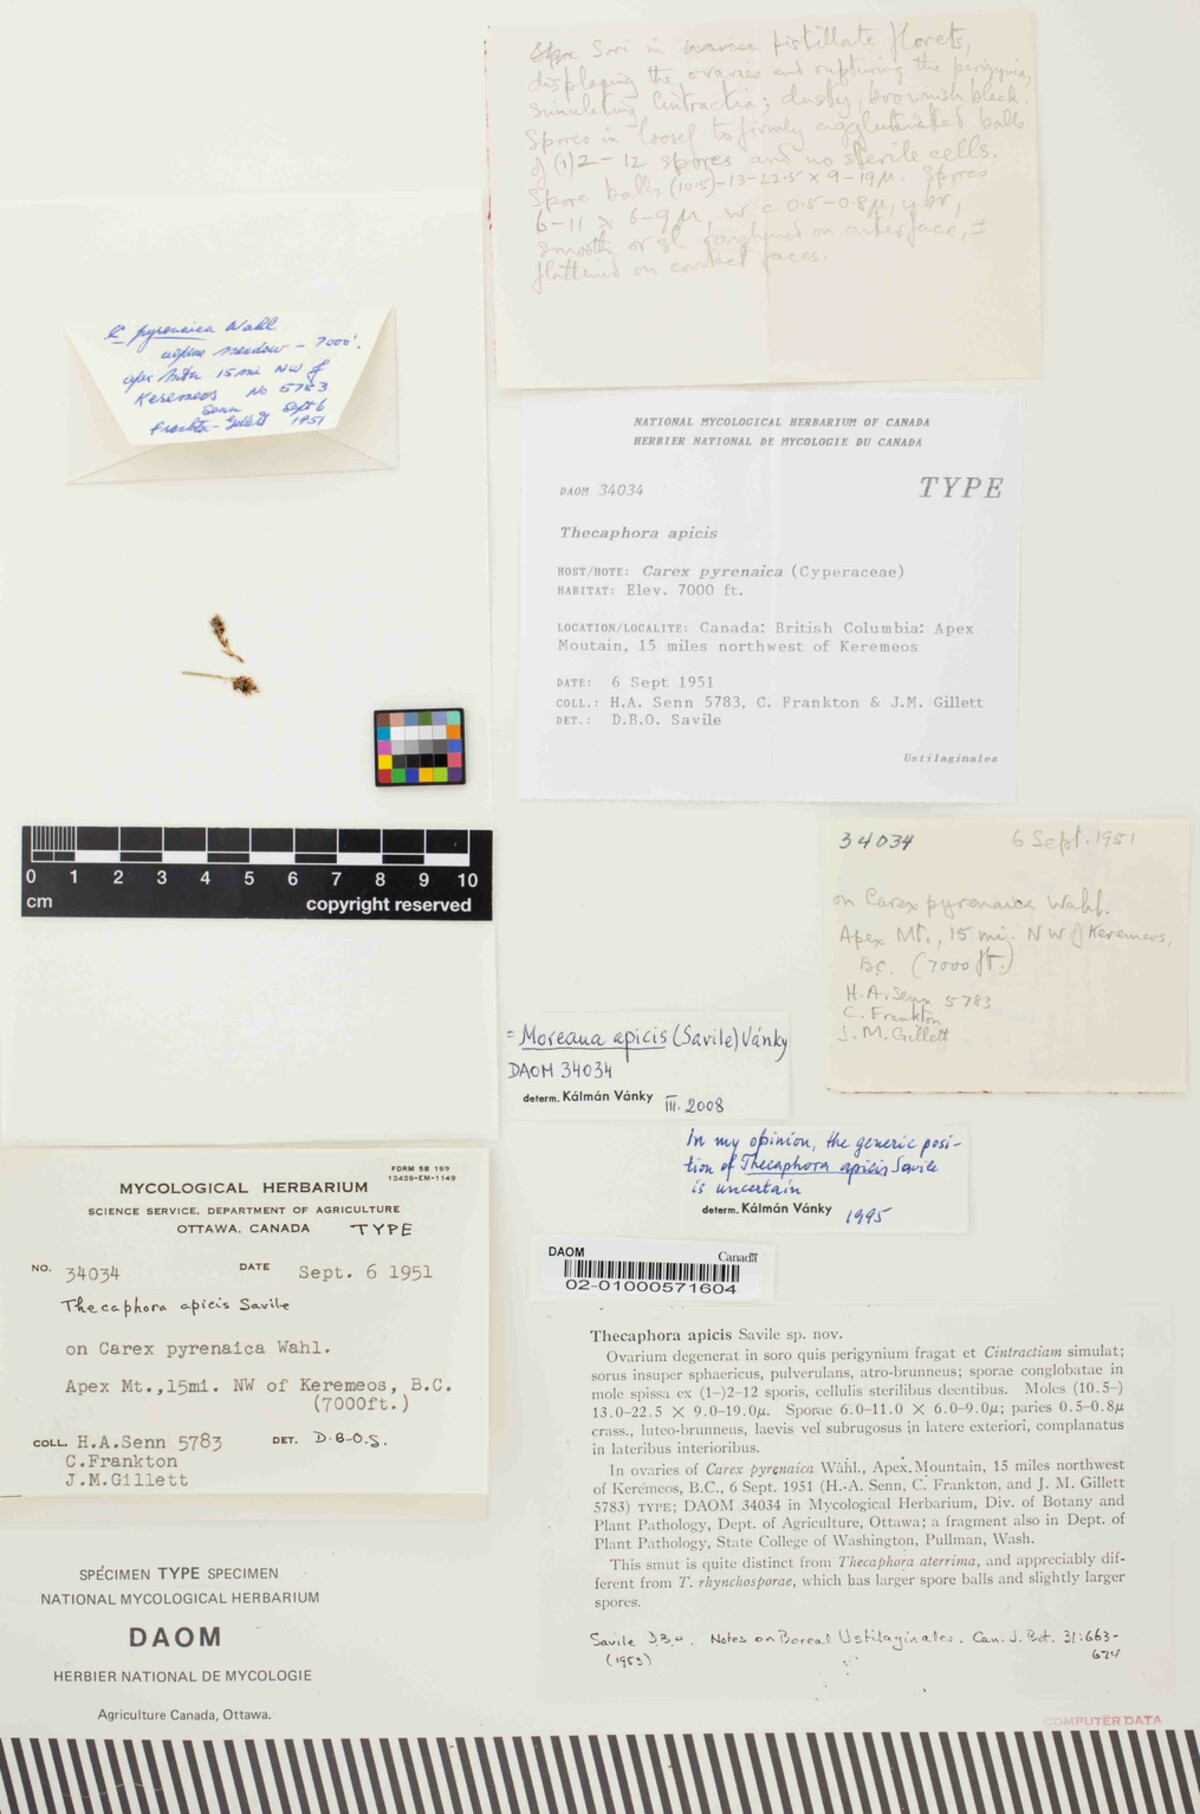 Spore Sori in ovaries pistillate florets,
displacing the ovaries and rupturing the perigynia,
simulating Cintractia; dusty, brownish black.
Spores in loosely to firmly agglutinated balls
of (1)2-12 spores and no sterile cells.
Spore balls (10.5)-13-22.5 x 9-19µ. Spores
6-11 x 6-9µ, w c 0.5-0.8µ, y br,
smooth or sl roughened on outer face, ±
flattened on contact faces.
C pyrenaica Wahl
alpine meadow - 7000'.
apex Mtn 15 mi NW of
Keremeos No 5783
Senn Sept 6
Frankton-Gillett 1951
NATIONAL MYCOLOGICAL HERBARIUM OF CANADA
HERBIER NATIONAL DE MYCOLOGIE DU CANADA
DAOM 34034 TYPE
Thecaphora apicis
HOST/HOTE: Carex pyrenaica (Cyperaceae)
HABITAT: Elev. 7000 ft.
LOCATION/LOCALITE: Canada: British Columbia: Apex
Moutain, 15 miles northwest of Keremeos
DATE: 6 Sept 1951
COLL.: H.A. Senn 5783, C. Frankton & J.M. Gillett
DET.: D.B.O. Savile
Ustilaginales
0 1 2 3 4 5 6 7 8 9 10
cm copyright reserved
34034 6 Sept. 1951
on Carex pyrenaica Wahl.
Apex Mt., 15 mi. NW of Keremeos,
B.C. (7000 ft.)
H.A. Senn 5783
C. Frankton
J.M. Gillett
= Moreaua apicis (Savile) Vánky
DAOM 34034
determ. Kálmán Vánky III. 2008
In my opinion, the generic posi-
tion of Thecaphora apicis Savile
is uncertain
determ. Kálmán Vánky 1995
DAOM Canada
02-01000571604
FORM SB 199
13439-EM-1149
MYCOLOGICAL HERBARIUM
SCIENCE SERVICE, DEPARTMENT OF AGRICULTURE
OTTAWA, CANADA TYPE
NO. 34034 DATE Sept. 6 1951
Thecaphora apicis Savile
on Carex pyrenaica Wahl.
Apex Mt.,15mi. NW of Keremeos, B.C.
(7000ft.)
COLL. H.A.Senn 5783 DET. D.B.O.S.
C.Frankton
J.M.Gillett
Thecaphora apicis Savile sp. nov.
Ovarium degenerat in soro quis perigynium fragat et Cintractiam simulat;
sorus insuper sphaericus, pulverulans, atro-brunneus; sporae conglobatae in
mole spissa ex (1-)2-12 sporis, cellulis sterilibus deentibus. Moles (10.5-)
13.0-22.5 × 9.0-19.0µ. Sporae 6.0-11.0 × 6.0-9.0µ; paries 0.5-0.8µ
crass., luteo-brunneus, laevis vel subrugosus in latere exteriori, complanatus
in lateribus interioribus.
In ovaries of Carex pyrenaica Wahl., Apex Mountain, 15 miles northwest
of Keremeos, B.C., 6 Sept. 1951 (H. A. Senn, C. Frankton, and J. M. Gillett
5783) TYPE; DAOM 34034 in Mycological Herbarium, Div. of Botany and
Plant Pathology, Dept. of Agriculture, Ottawa; a fragment also in Dept. of
Plant Pathology, State College of Washington, Pullman, Wash.
This smut is quite distinct from Thecaphora aterrima, and appreciably dif-
ferent from T. rhynchosporae, which has larger spore balls and slightly larger
spores.
Savile D.B.O. Notes on Boreal Ustilaginales. Can. J. Bot. 31:663-
(1953) 674
SPÉCIMEN TYPE SPECIMEN
NATIONAL MYCOLOGICAL HERBARIUM
DAOM
HERBIER NATIONAL DE MYCOLOGIE
Agriculture Canada, Ottawa.
COMPUTER DATA